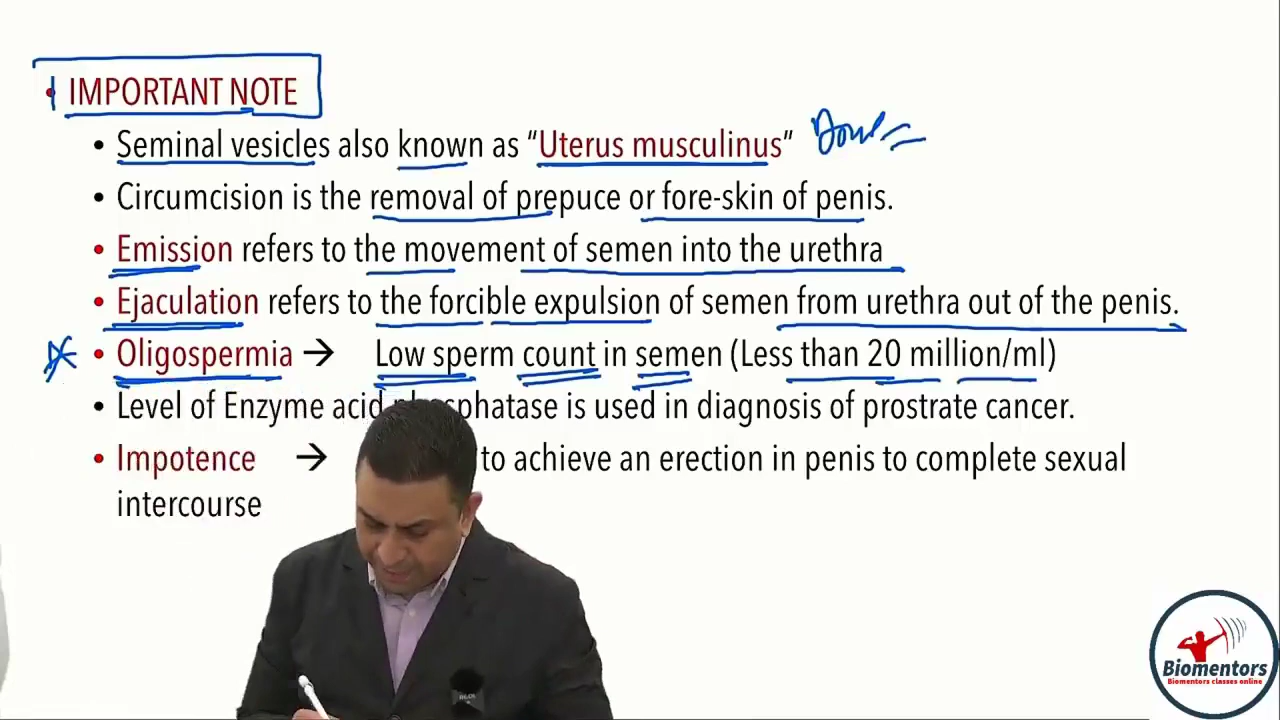 • IMPORTANT NOTE
• Seminal vesicles also known as “Uterus musculinus”
• Circumcision is the removal of prepuce or fore-skin of penis.
• Emission refers to the movement of semen into the urethra
• Ejaculation refers to the forcible expulsion of semen from urethra out of the penis.
• Oligospermia → Low sperm count in semen (Less than 20 million/ml)
• Level of Enzyme acid phosphatase is used in diagnosis of prostrate cancer.
• Impotence → to achieve an erection in penis to complete sexual
intercourse
Biomentors
Biomentors classes online